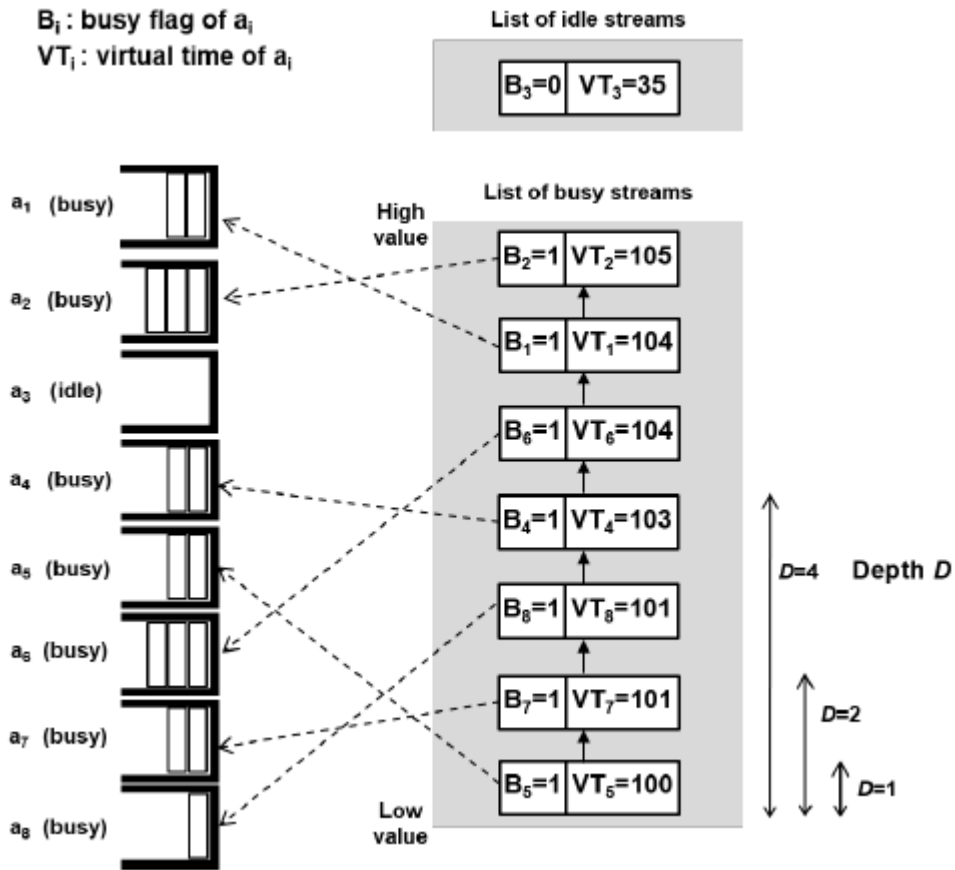 Bᵢ : busy flag of aᵢ
VTᵢ : virtual time of aᵢ
List of idle streams
B₃=0 VT₃=35
List of busy streams
High
value
a₁ (busy)
a₂ (busy)
a₃ (idle)
a₄ (busy)
a₅ (busy)
a₆ (busy)
a₇ (busy)
a₈ (busy)
B₂=1 VT₂=105
B₁=1 VT₁=104
B₆=1 VT₆=104
B₄=1 VT₄=103
B₈=1 VT₈=101
B₇=1 VT₇=101
B₅=1 VT₅=100
Low
value
D=4 Depth D
D=2
D=1